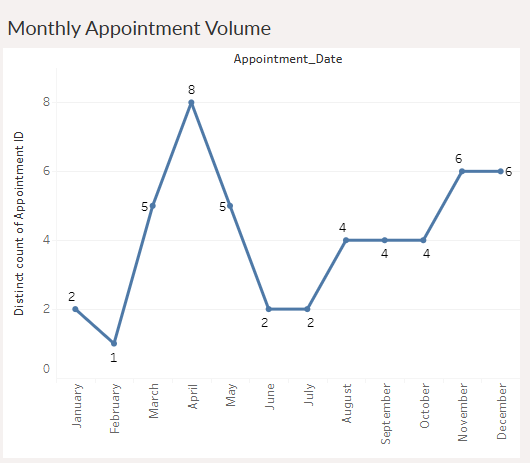 Monthly Appointment Volume
Appointment_Date
Distinct count of Appointment ID
8
6
4
2
0
2
1
5
8
5
2
2
4
4
4
6
6
January
February
March
April
May
June
July
August
September
October
November
December